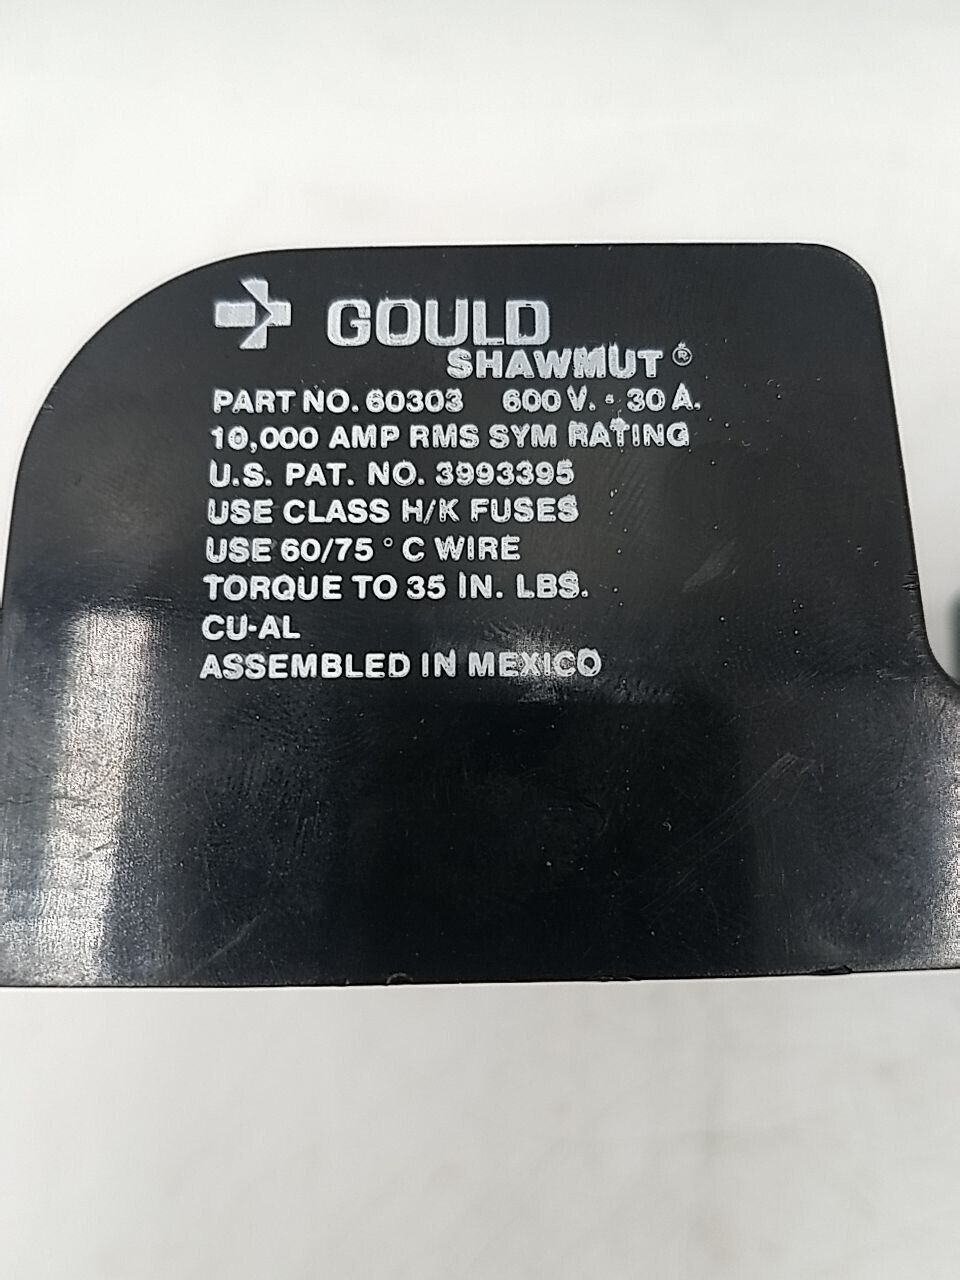 GOULD
SHAWMUT®
PART NO. 60303 600 V. - 30 A.
10,000 AMP RMS SYM RATING
U.S. PAT. NO. 3993395
USE CLASS H/K FUSES
USE 60/75 ° C WIRE
TORQUE TO 35 IN. LBS.
CU-AL
ASSEMBLED IN MEXICO